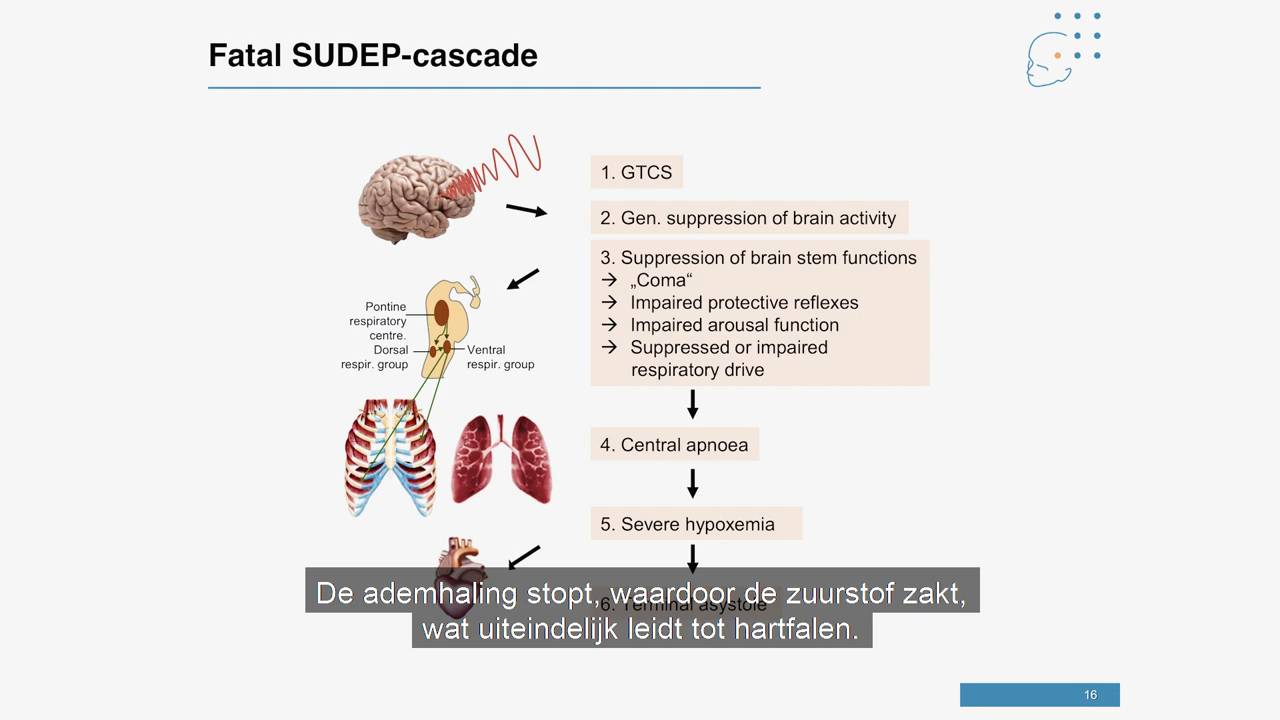 Fatal SUDEP-cascade
1. GTCS
2. Gen. suppression of brain activity
3. Suppression of brain stem functions
→ „Coma“
→ Impaired protective reflexes
→ Impaired arousal function
→ Suppressed or impaired
respiratory drive
Pontine
respiratory
centre.
Dorsal
respir. group
Ventral
respir. group
4. Central apnoea
5. Severe hypoxemia
6. Terminal asystole
De ademhaling stopt, waardoor de zuurstof zakt,
wat uiteindelijk leidt tot hartfalen.
16